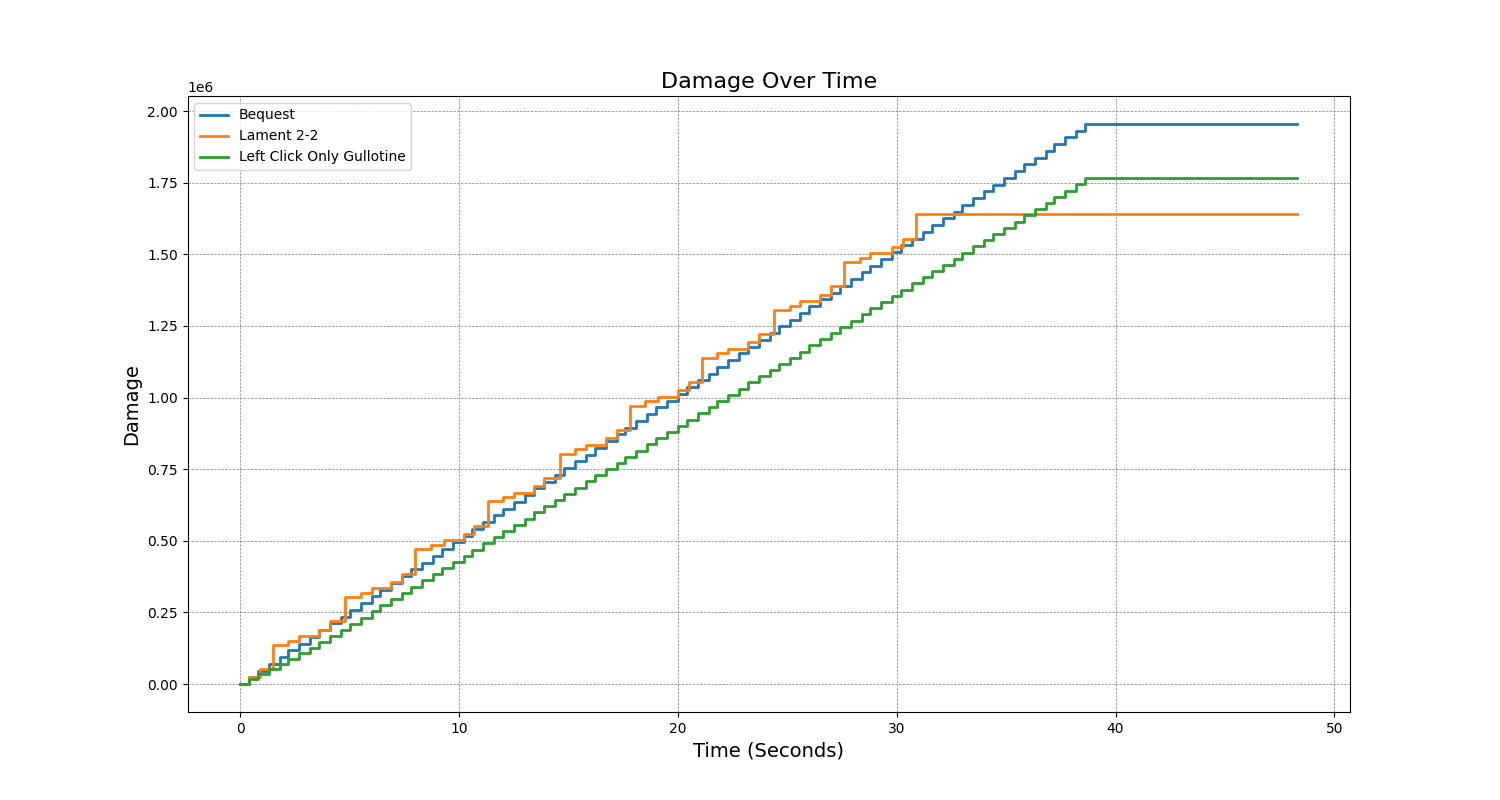 Damage Over Time
1e6
Bequest
Lament 2-2
Left Click Only Gullotine
2.00
1.75
1.50
1.25
1.00
0.75
0.50
0.25
0.00
Damage
0 10 20 30 40 50
Time (Seconds)